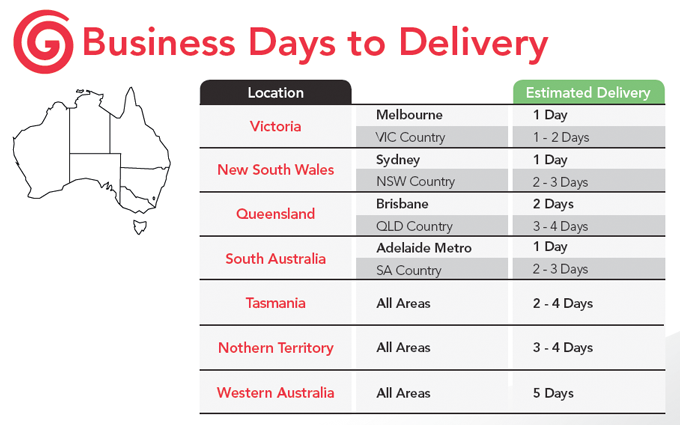 Business Days to Delivery
Location Estimated Delivery
Victoria Melbourne 1 Day
VIC Country 1 - 2 Days
New South Wales Sydney 1 Day
NSW Country 2 - 3 Days
Queensland Brisbane 2 Days
QLD Country 3 - 4 Days
South Australia Adelaide Metro 1 Day
SA Country 2 - 3 Days
Tasmania All Areas 2 - 4 Days
Nothern Territory All Areas 3 - 4 Days
Western Australia All Areas 5 Days